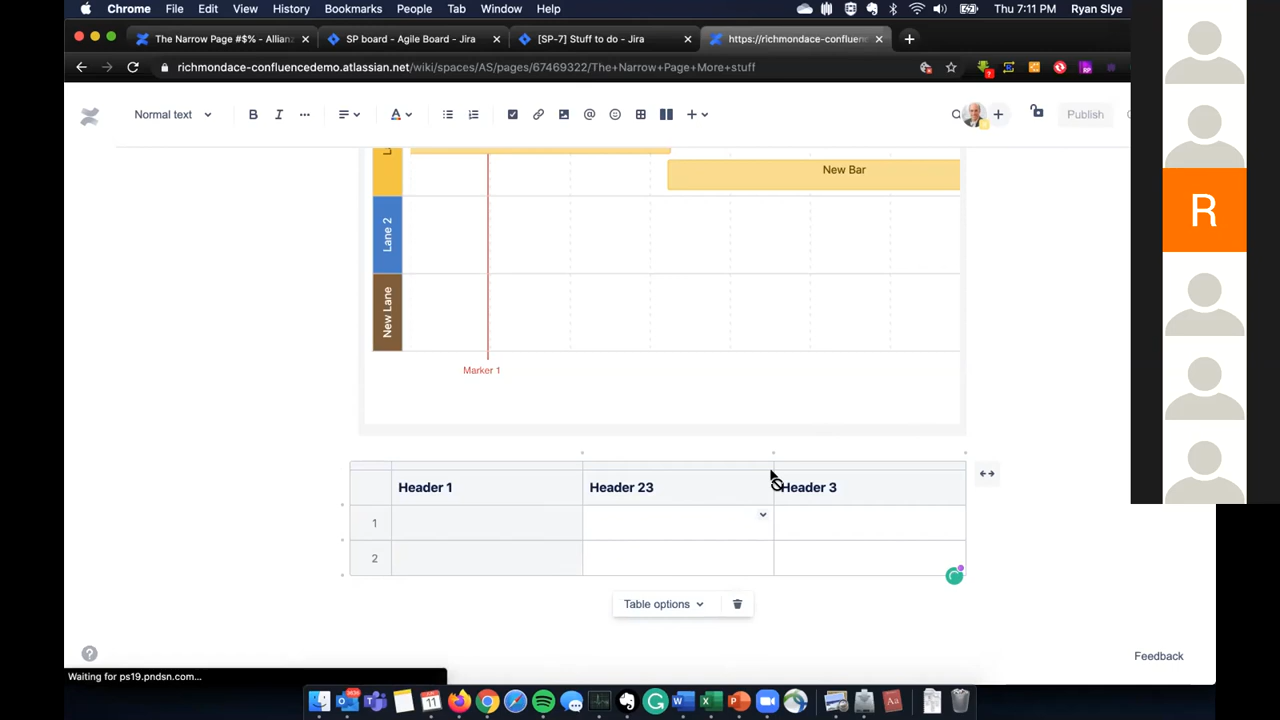 Chrome File Edit View History Bookmarks People Tab Window Help Thu 7:11 PM Ryan Slye
The Narrow Page #$% - Allian
SP board - Agile Board - Jira
[SP-7] Stuff to do - Jira
https://richmondace-confluen
richmondace-confluencedemo.atlassian.net/wiki/spaces/AS/pages/67469322/The+Narrow+Page+More+stuff
Normal text
B I
A
Publish
New Bar
Lane 2
New Lane
Marker 1
Header 1 Header 23 Header 3
1
2
Table options
R
Feedback
Waiting for ps19.pndsn.com...